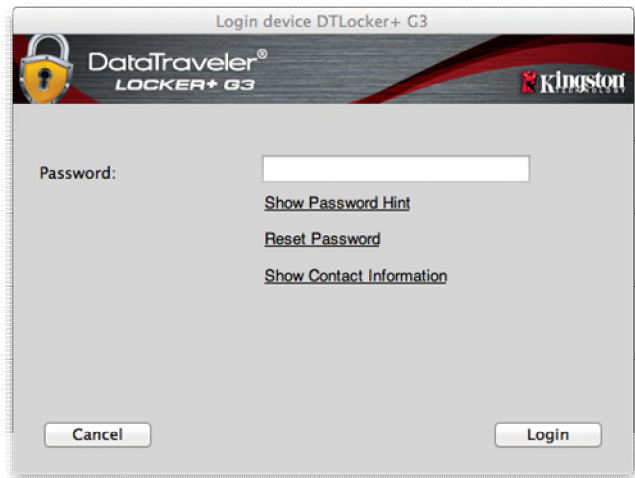 Login device DTLocker+ G3
DataTraveler®
LOCKER+ G3
Kingston
TECHNOLOGY
Password:
Show Password Hint
Reset Password
Show Contact Information
Cancel
Login